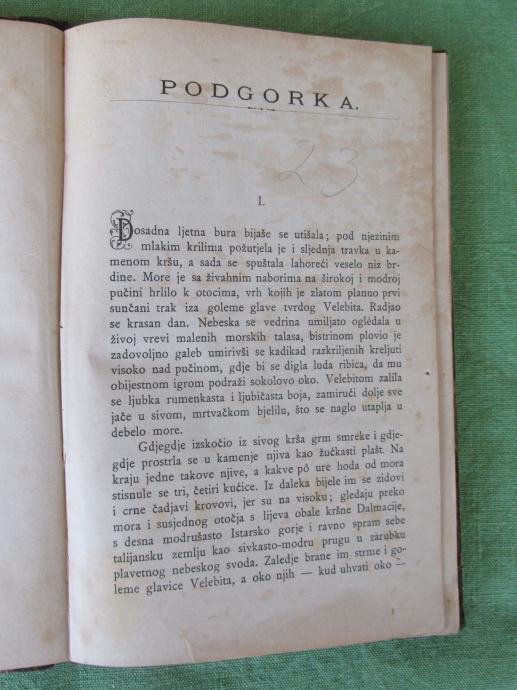 PODGORKA.
23
I.
Dosadna ljetna bura bijaše se utišala; pod njezinim
mlakim krilima požutjela je i sljednja travka u ka-
menom kršu, a sada se spuštala lahoreći veselo niz br-
dine. More je sa živahnim naborima na širokoj i modroj
pučini hrlilo k otocima, vrh kojih je zlatom planuo prvi
sunčani trak iza goleme glave tvrdog Velebita. Radjao
se krasan dan. Nebeska se vedrina umiljato oglédala u
živoj vrevi malenih morskih talasa, bistrinom plovio je
zadovoljno galeb umirivši se kadikad razkriljenih kreljuti
visoko nad pučinom, gdje bi se digla luda ribica, da mu
obijestnom igrom podraži sokolovo oko. Velebitom zalila
se ljubka rumenkasta i ljubičasta boja, zamirući dolje sve
jače u sivom, mrtvačkom bjelilu, što se naglo utaplja u
debelo more.
Gdjegdje izskočio iz sivog krša grm smreke i gdje-
gdje prostrla se u kamenje njiva kao žučkasti plašt. Na
kraju jedne takove njive, a kakve pô ure hoda od mora
stisnule se tri, četiri kućice. Iz daleka bijele im se zidovi
i crne čadjavi krovovi, jer su na visoku; gledaju preko
mora i susjednog otočja s lijeva obale kršne Dalmacije,
s desna modrušasto Istarsko gorje i ravno spram sebe
talijansku zemlju kao sivkasto-modru prugu u zarubku
plavetnog nebeskog svoda. Zaledje brane im strme i go-
leme glavice Velebita, a oko njih — kud uhvati oko —